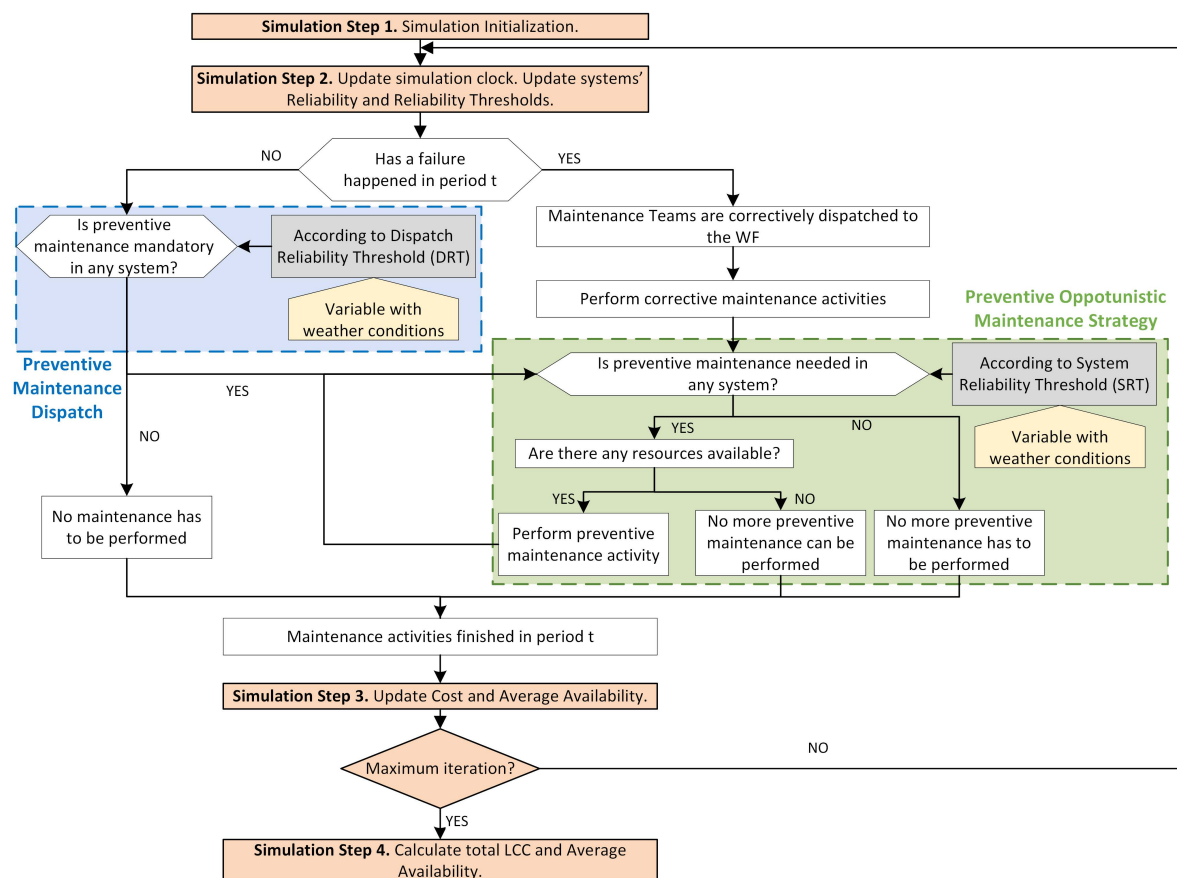 Simulation Step 1. Simulation Initialization.
Simulation Step 2. Update simulation clock. Update systems’
Reliability and Reliability Thresholds.
NO
YES
Has a failure
happened in period t
Is preventive
maintenance mandatory
in any system?
According to Dispatch
Reliability Threshold (DRT)
Variable with
weather conditions
Preventive
Maintenance
Dispatch
Maintenance Teams are correctively dispatched to
the WF
Perform corrective maintenance activities
Preventive Oppotunistic
Maintenance Strategy
Is preventive maintenance needed in
any system?
According to System
Reliability Threshold (SRT)
Variable with
weather conditions
YES
NO
YES
NO
Are there any resources available?
YES
NO
No maintenance has
to be performed
Perform preventive
maintenance activity
No more preventive
maintenance can be
performed
No more preventive
maintenance has to
be performed
Maintenance activities finished in period t
Simulation Step 3. Update Cost and Average Availability.
Maximum iteration?
NO
YES
Simulation Step 4. Calculate total LCC and Average
Availability.